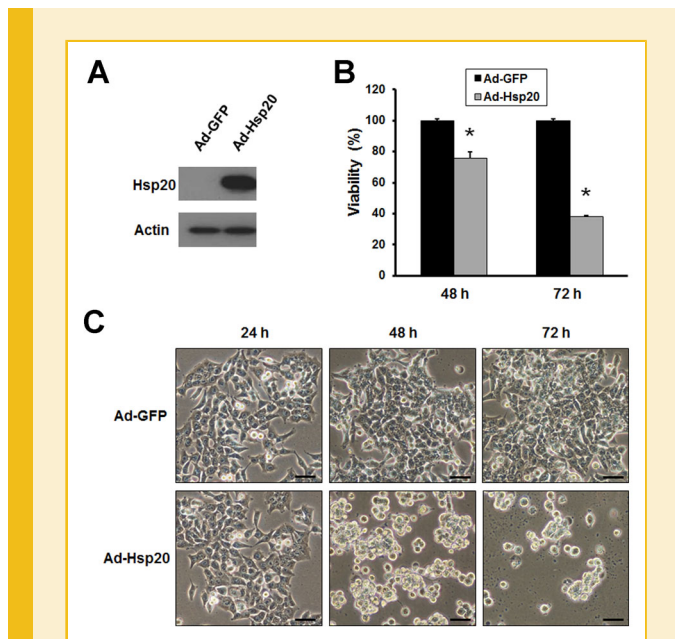 A
Ad-GFP
Ad-Hsp20
Hsp20
Actin
B
Ad-GFP
Ad-Hsp20
Viability (%)
120
100
80
60
40
20
0
*
*
48 h
72 h
C
24 h
48 h
72 h
Ad-GFP
Ad-Hsp20